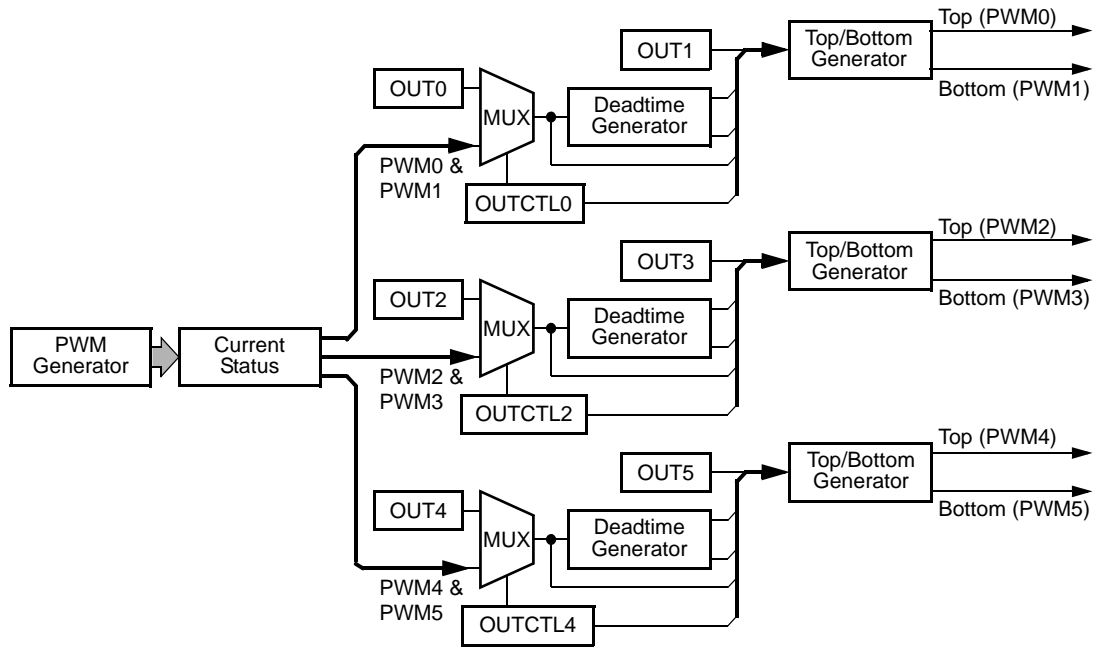 Top (PWM0)
OUT1
Top/Bottom
Generator
Bottom (PWM1)
OUT0
MUX
Deadtime
Generator
PWM0 &
PWM1
OUTCTL0
Top (PWM2)
OUT3
Top/Bottom
Generator
Bottom (PWM3)
OUT2
MUX
Deadtime
Generator
PWM
Generator
Current
Status
PWM2 &
PWM3
OUTCTL2
Top (PWM4)
OUT5
Top/Bottom
Generator
Bottom (PWM5)
OUT4
MUX
Deadtime
Generator
PWM4 &
PWM5
OUTCTL4